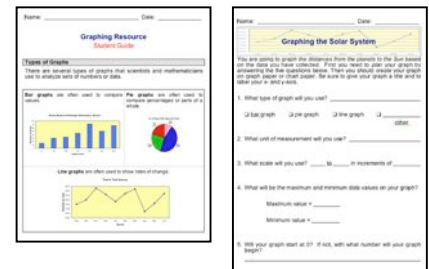 Name: Date:
Graphing Resource
Student Guide
Types of Graphs
There are several types of graphs that scientists and mathematicians
use to analyze sets of numbers or data.
Bar graphs are often used to compare
values.
Pie graphs are often used to
compare percentages or parts of a
whole.
Line graphs are often used to show rates of change.
Name: Date:
Graphing the Solar System
You are going to graph the distances from the planets to the Sun based
on the data you have collected. First you need to plan your graph by
answering the five questions below. Then you should create your graph
on graph paper or chart paper. Be sure to give your graph a title and to
label your x- and y-axis.
1. What type of graph will you use?
bar graph pie graph line graph
other
2. What unit of measurement will you use?
3. What scale will you use? to in increments of
4. What will be the maximum and minimum data values on your graph?
Maximum value =
Minimum value =
5. Will your graph start at 0? If not, with what number will your graph
begin?